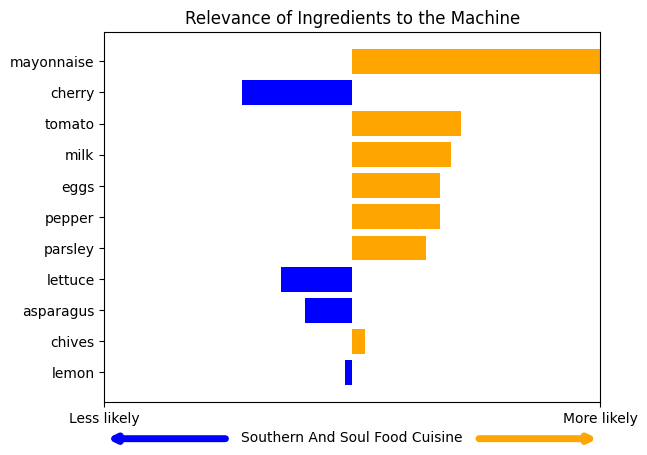 Relevance of Ingredients to the Machine
mayonnaise
cherry
tomato
milk
eggs
pepper
parsley
lettuce
asparagus
chives
lemon
Less likely
More likely
Southern And Soul Food Cuisine